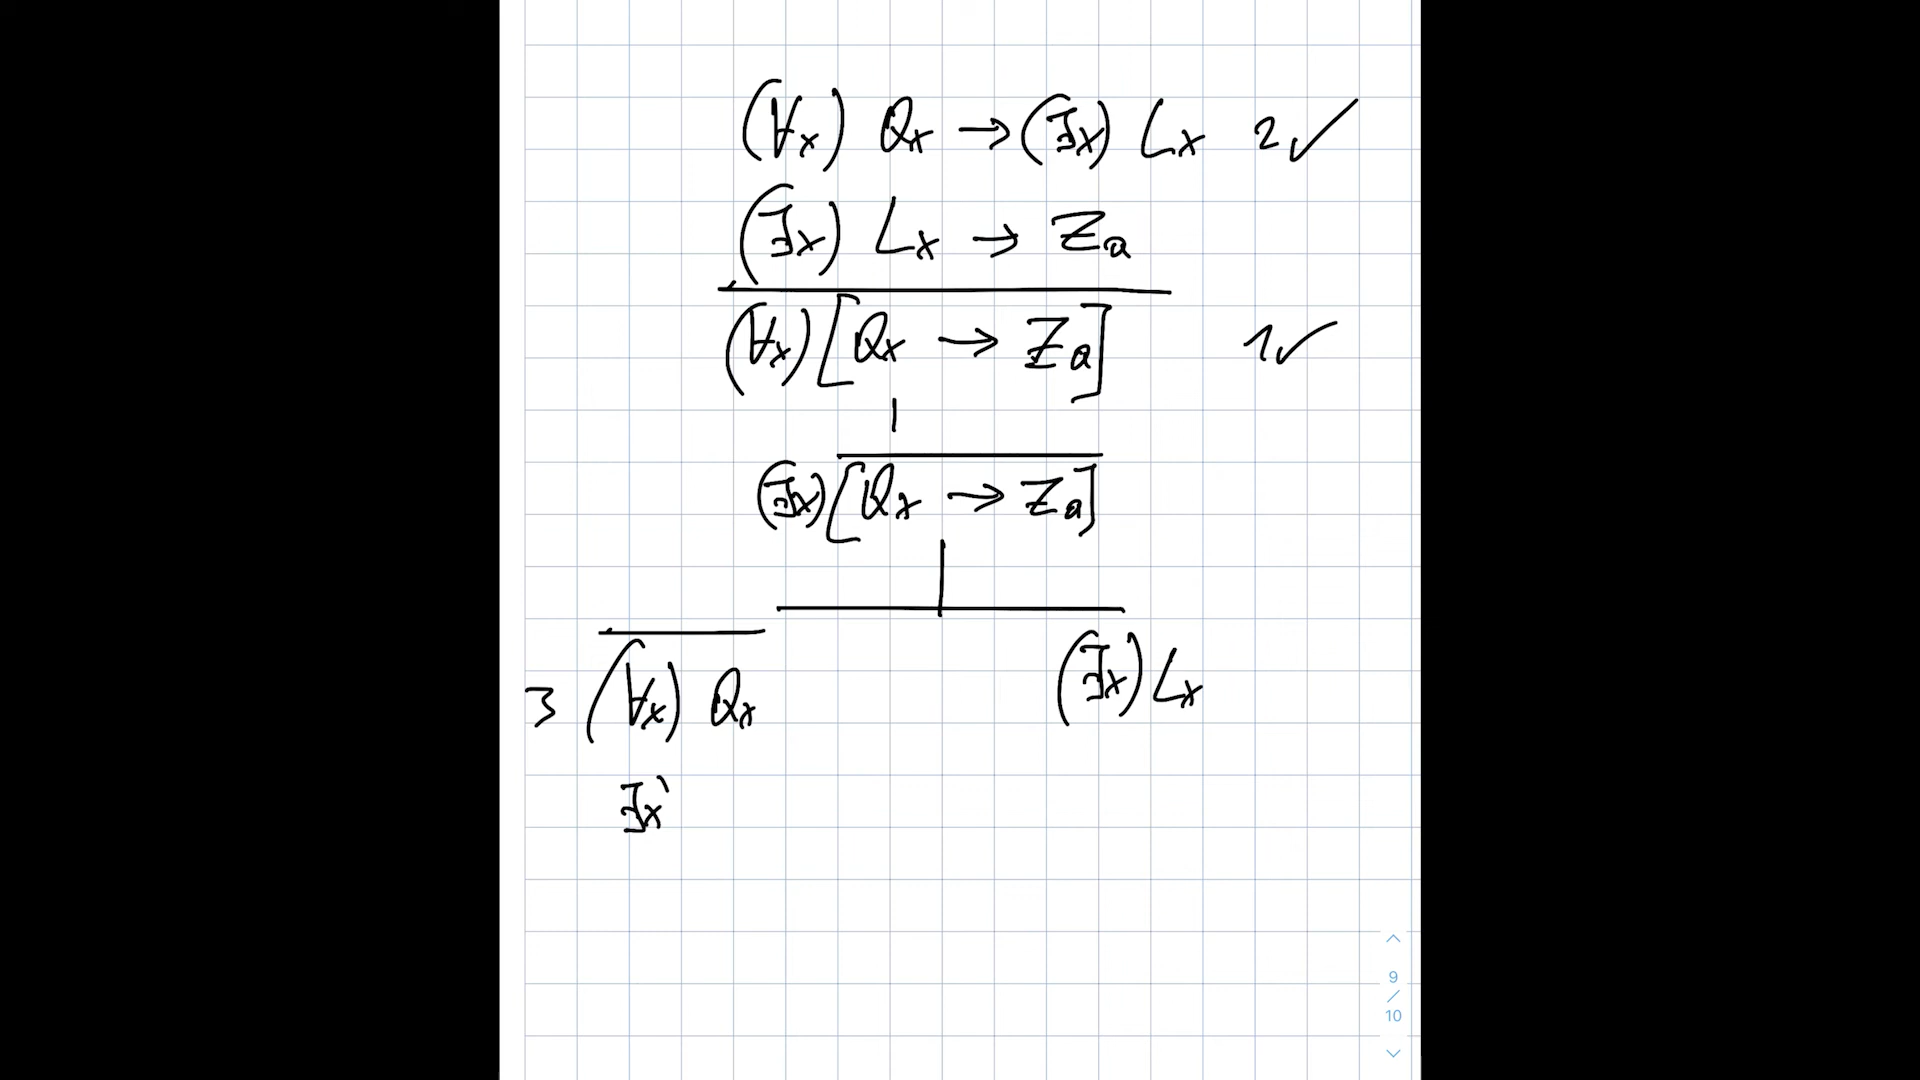 (∀x) Qx → (∃x) Lx 2✓
(∃x) Lx → Za
(∀x)[Qx → Za] 1✓
(∃x)[Qx → Za]
3 (∀x) Qx (∃x) Lx
∃x
9
/
10